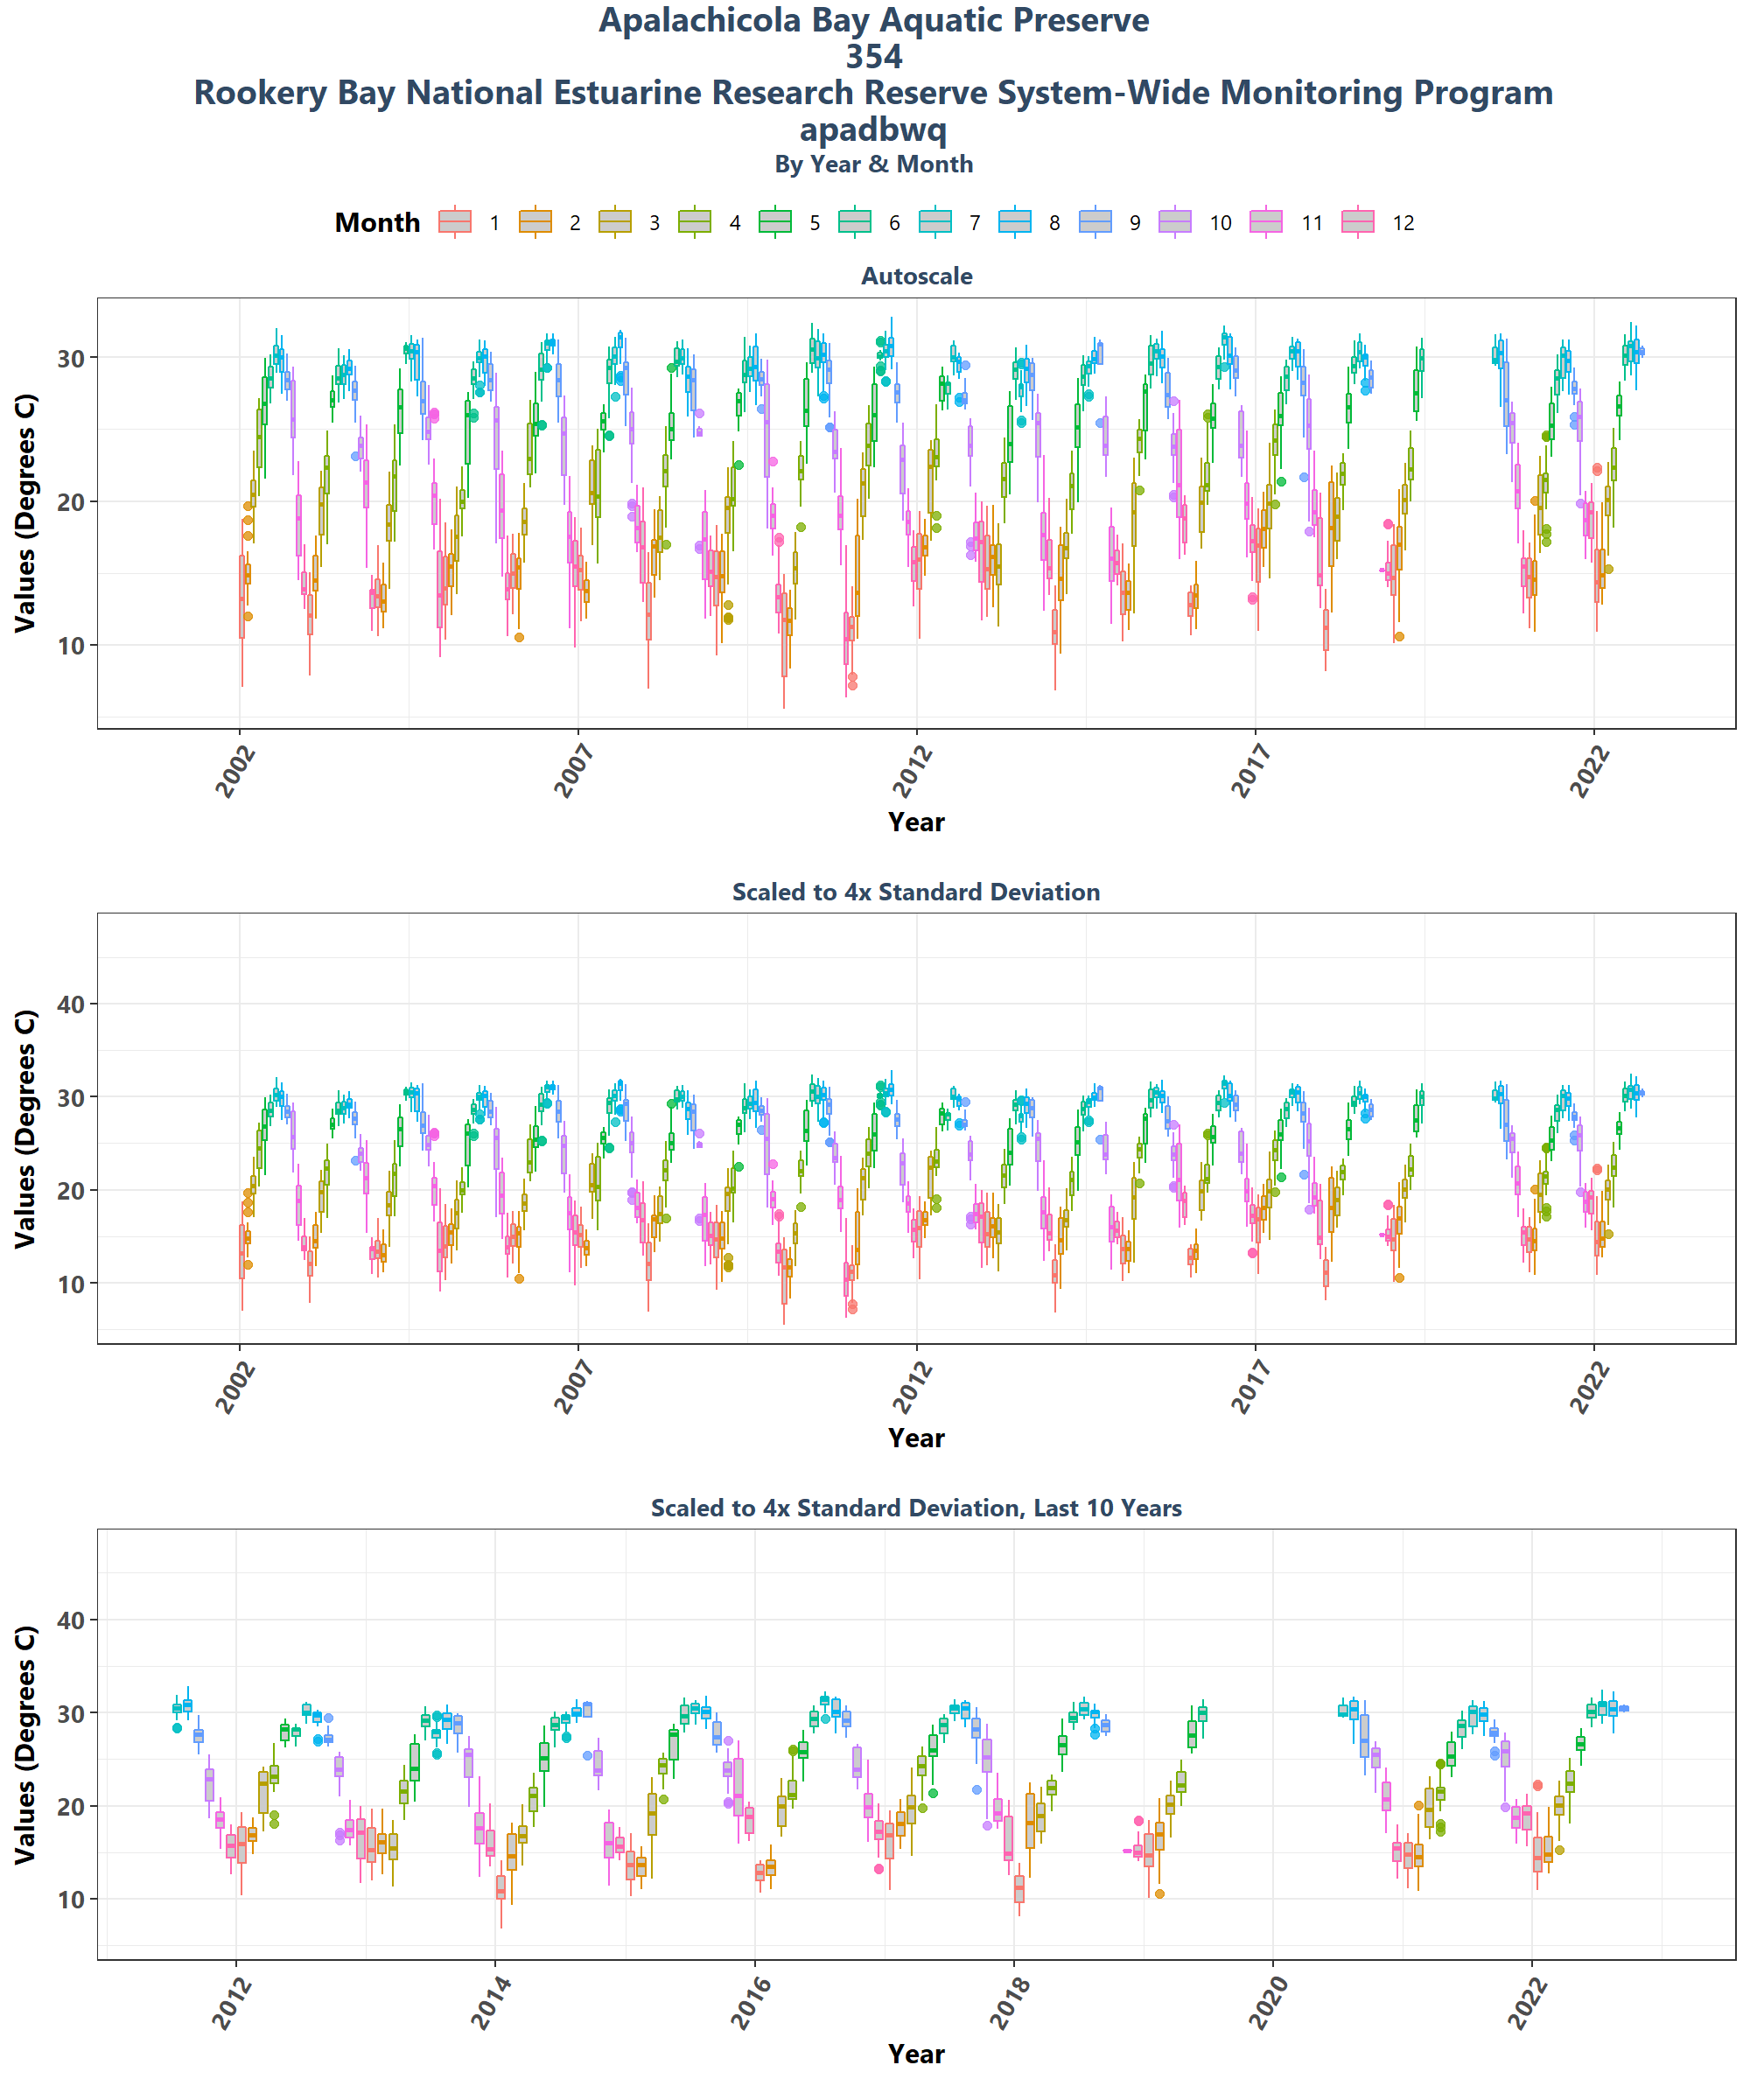 Apalachicola Bay Aquatic Preserve
354
Rookery Bay National Estuarine Research Reserve System-Wide Monitoring Program
apadbwq
By Year & Month
Month 1 2 3 4 5 6 7 8 9 10 11 12
Autoscale
Values (Degrees C)
30
20
10
2002 2007 2012 2017 2022
Year
Scaled to 4x Standard Deviation
Values (Degrees C)
40
30
20
10
2002 2007 2012 2017 2022
Year
Scaled to 4x Standard Deviation, Last 10 Years
Values (Degrees C)
40
30
20
10
2012 2014 2016 2018 2020 2022
Year